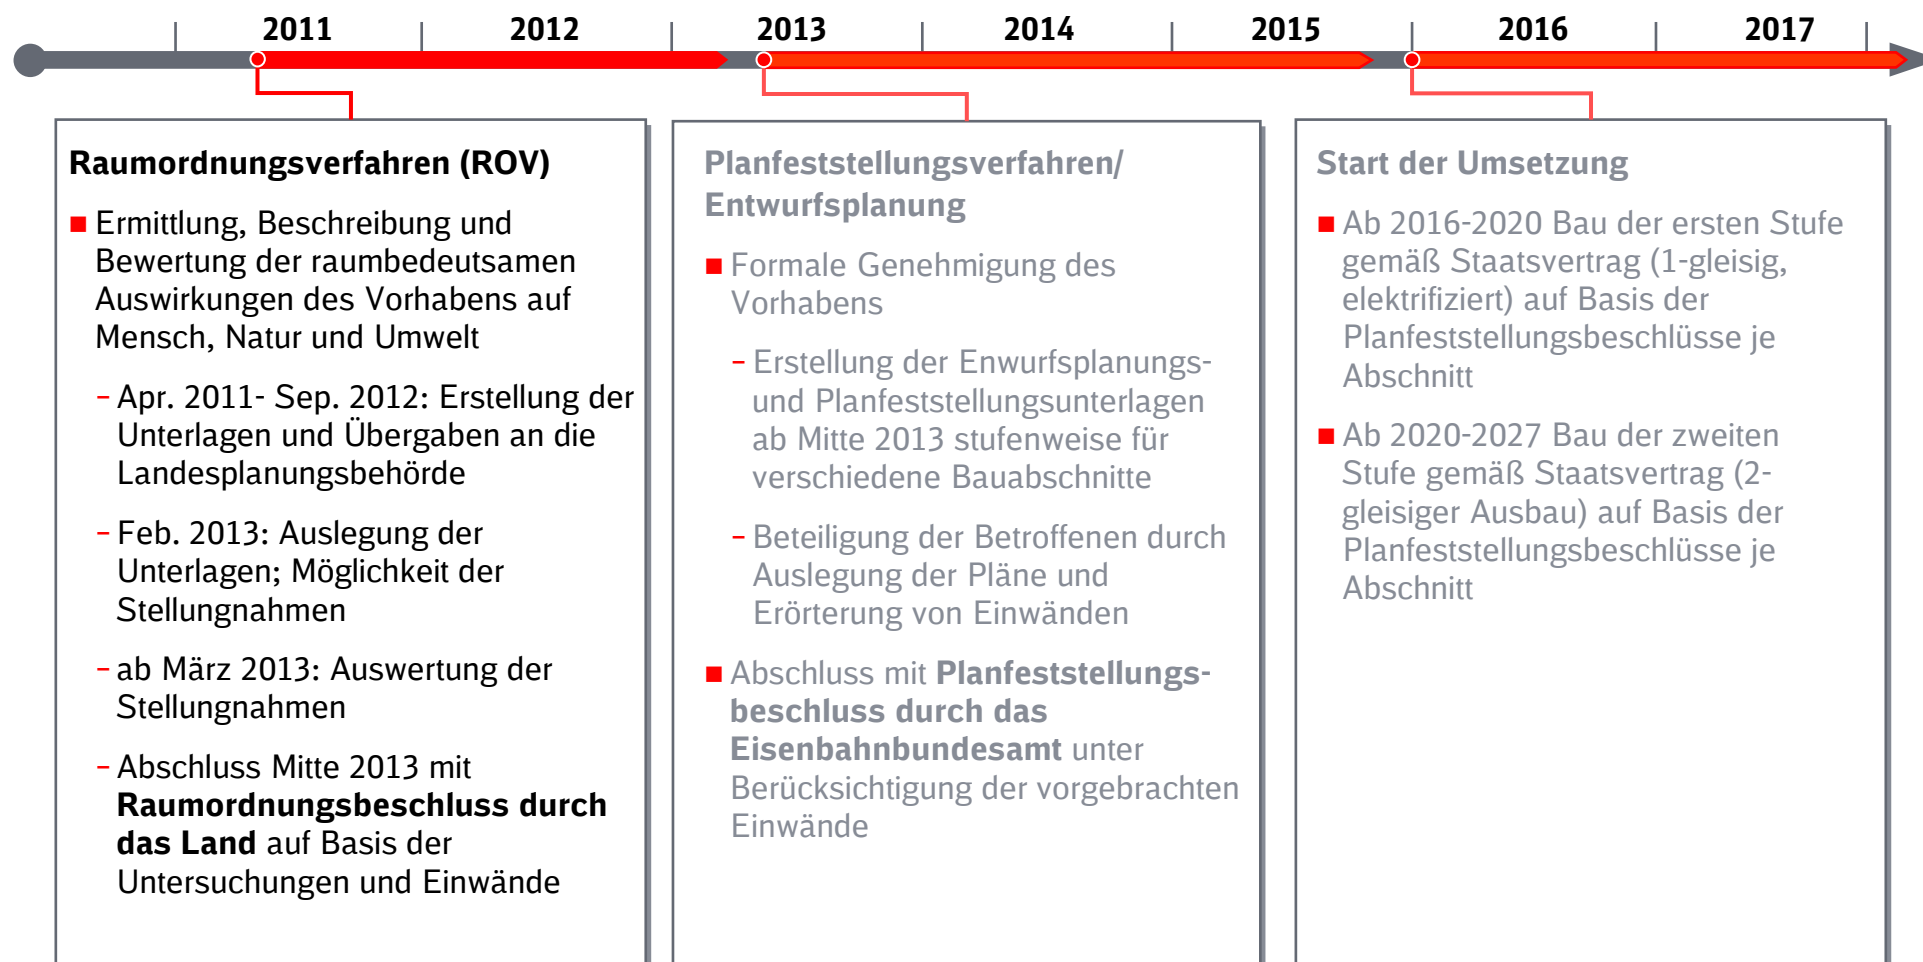 2011 2012 2013 2014 2015 2016 2017
Raumordnungsverfahren (ROV)
Ermittlung, Beschreibung und
Bewertung der raumbedeutsamen
Auswirkungen des Vorhabens auf
Mensch, Natur und Umwelt
– Apr. 2011- Sep. 2012: Erstellung der
Unterlagen und Übergaben an die
Landesplanungsbehörde
– Feb. 2013: Auslegung der
Unterlagen; Möglichkeit der
Stellungnahmen
– ab März 2013: Auswertung der
Stellungnahmen
– Abschluss Mitte 2013 mit
Raumordnungsbeschluss durch
das Land auf Basis der
Untersuchungen und Einwände
Planfeststellungsverfahren/
Entwurfsplanung
Formale Genehmigung des
Vorhabens
– Erstellung der Enwurfsplanungs-
und Planfeststellungsunterlagen
ab Mitte 2013 stufenweise für
verschiedene Bauabschnitte
– Beteiligung der Betroffenen durch
Auslegung der Pläne und
Erörterung von Einwänden
Abschluss mit Planfeststellungs-
beschluss durch das
Eisenbahnbundesamt unter
Berücksichtigung der vorgebrachten
Einwände
Start der Umsetzung
Ab 2016-2020 Bau der ersten Stufe
gemäß Staatsvertrag (1-gleisig,
elektrifiziert) auf Basis der
Planfeststellungsbeschlüsse je
Abschnitt
Ab 2020-2027 Bau der zweiten
Stufe gemäß Staatsvertrag (2-
gleisiger Ausbau) auf Basis der
Planfeststellungsbeschlüsse je
Abschnitt